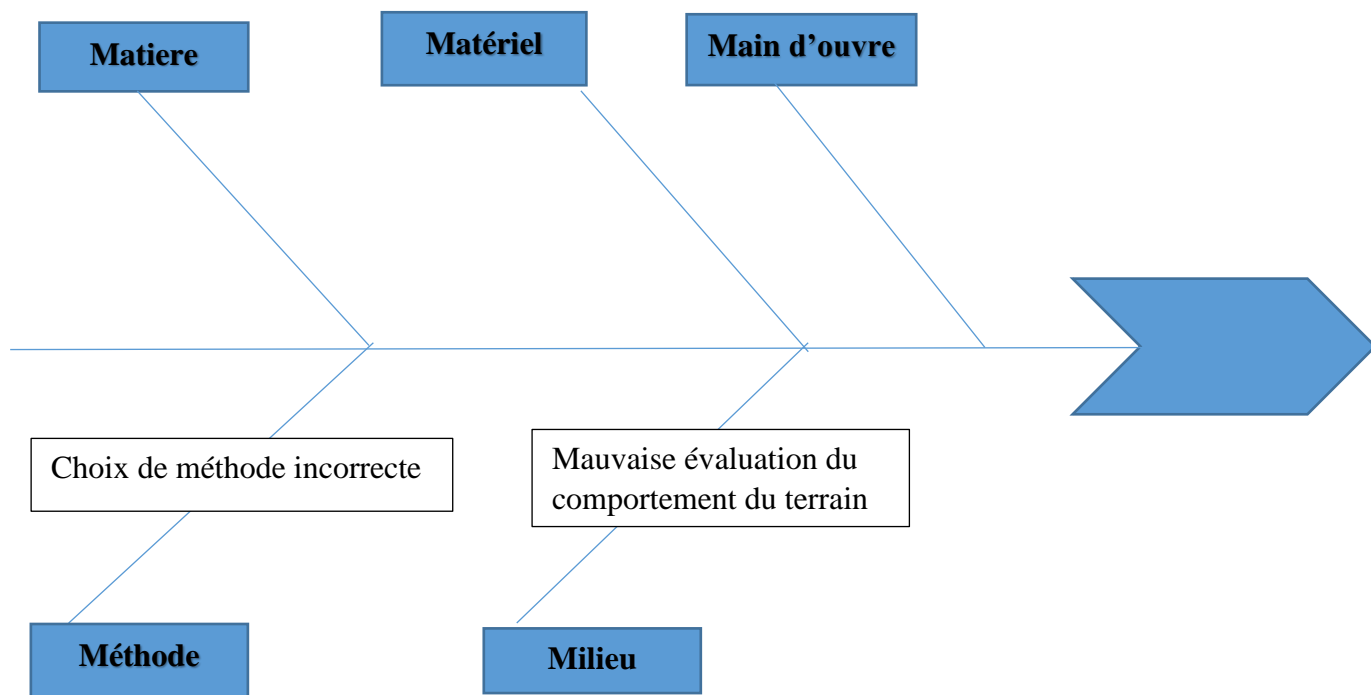 Matiere
Matériel
Main d’ouvre
Choix de méthode incorrecte
Mauvaise évaluation du
comportement du terrain
Méthode
Milieu